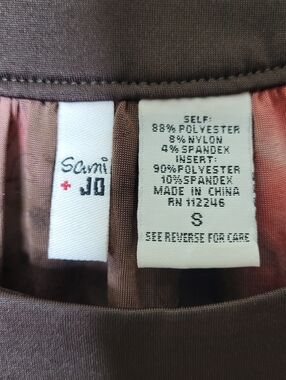 Sami
+ JO
SELF:
88% POLYESTER
8% NYLON
4% SPANDEX
INSERT:
90% POLYESTER
10% SPANDEX
MADE IN CHINA
RN 112246
S
SEE REVERSE FOR CARE